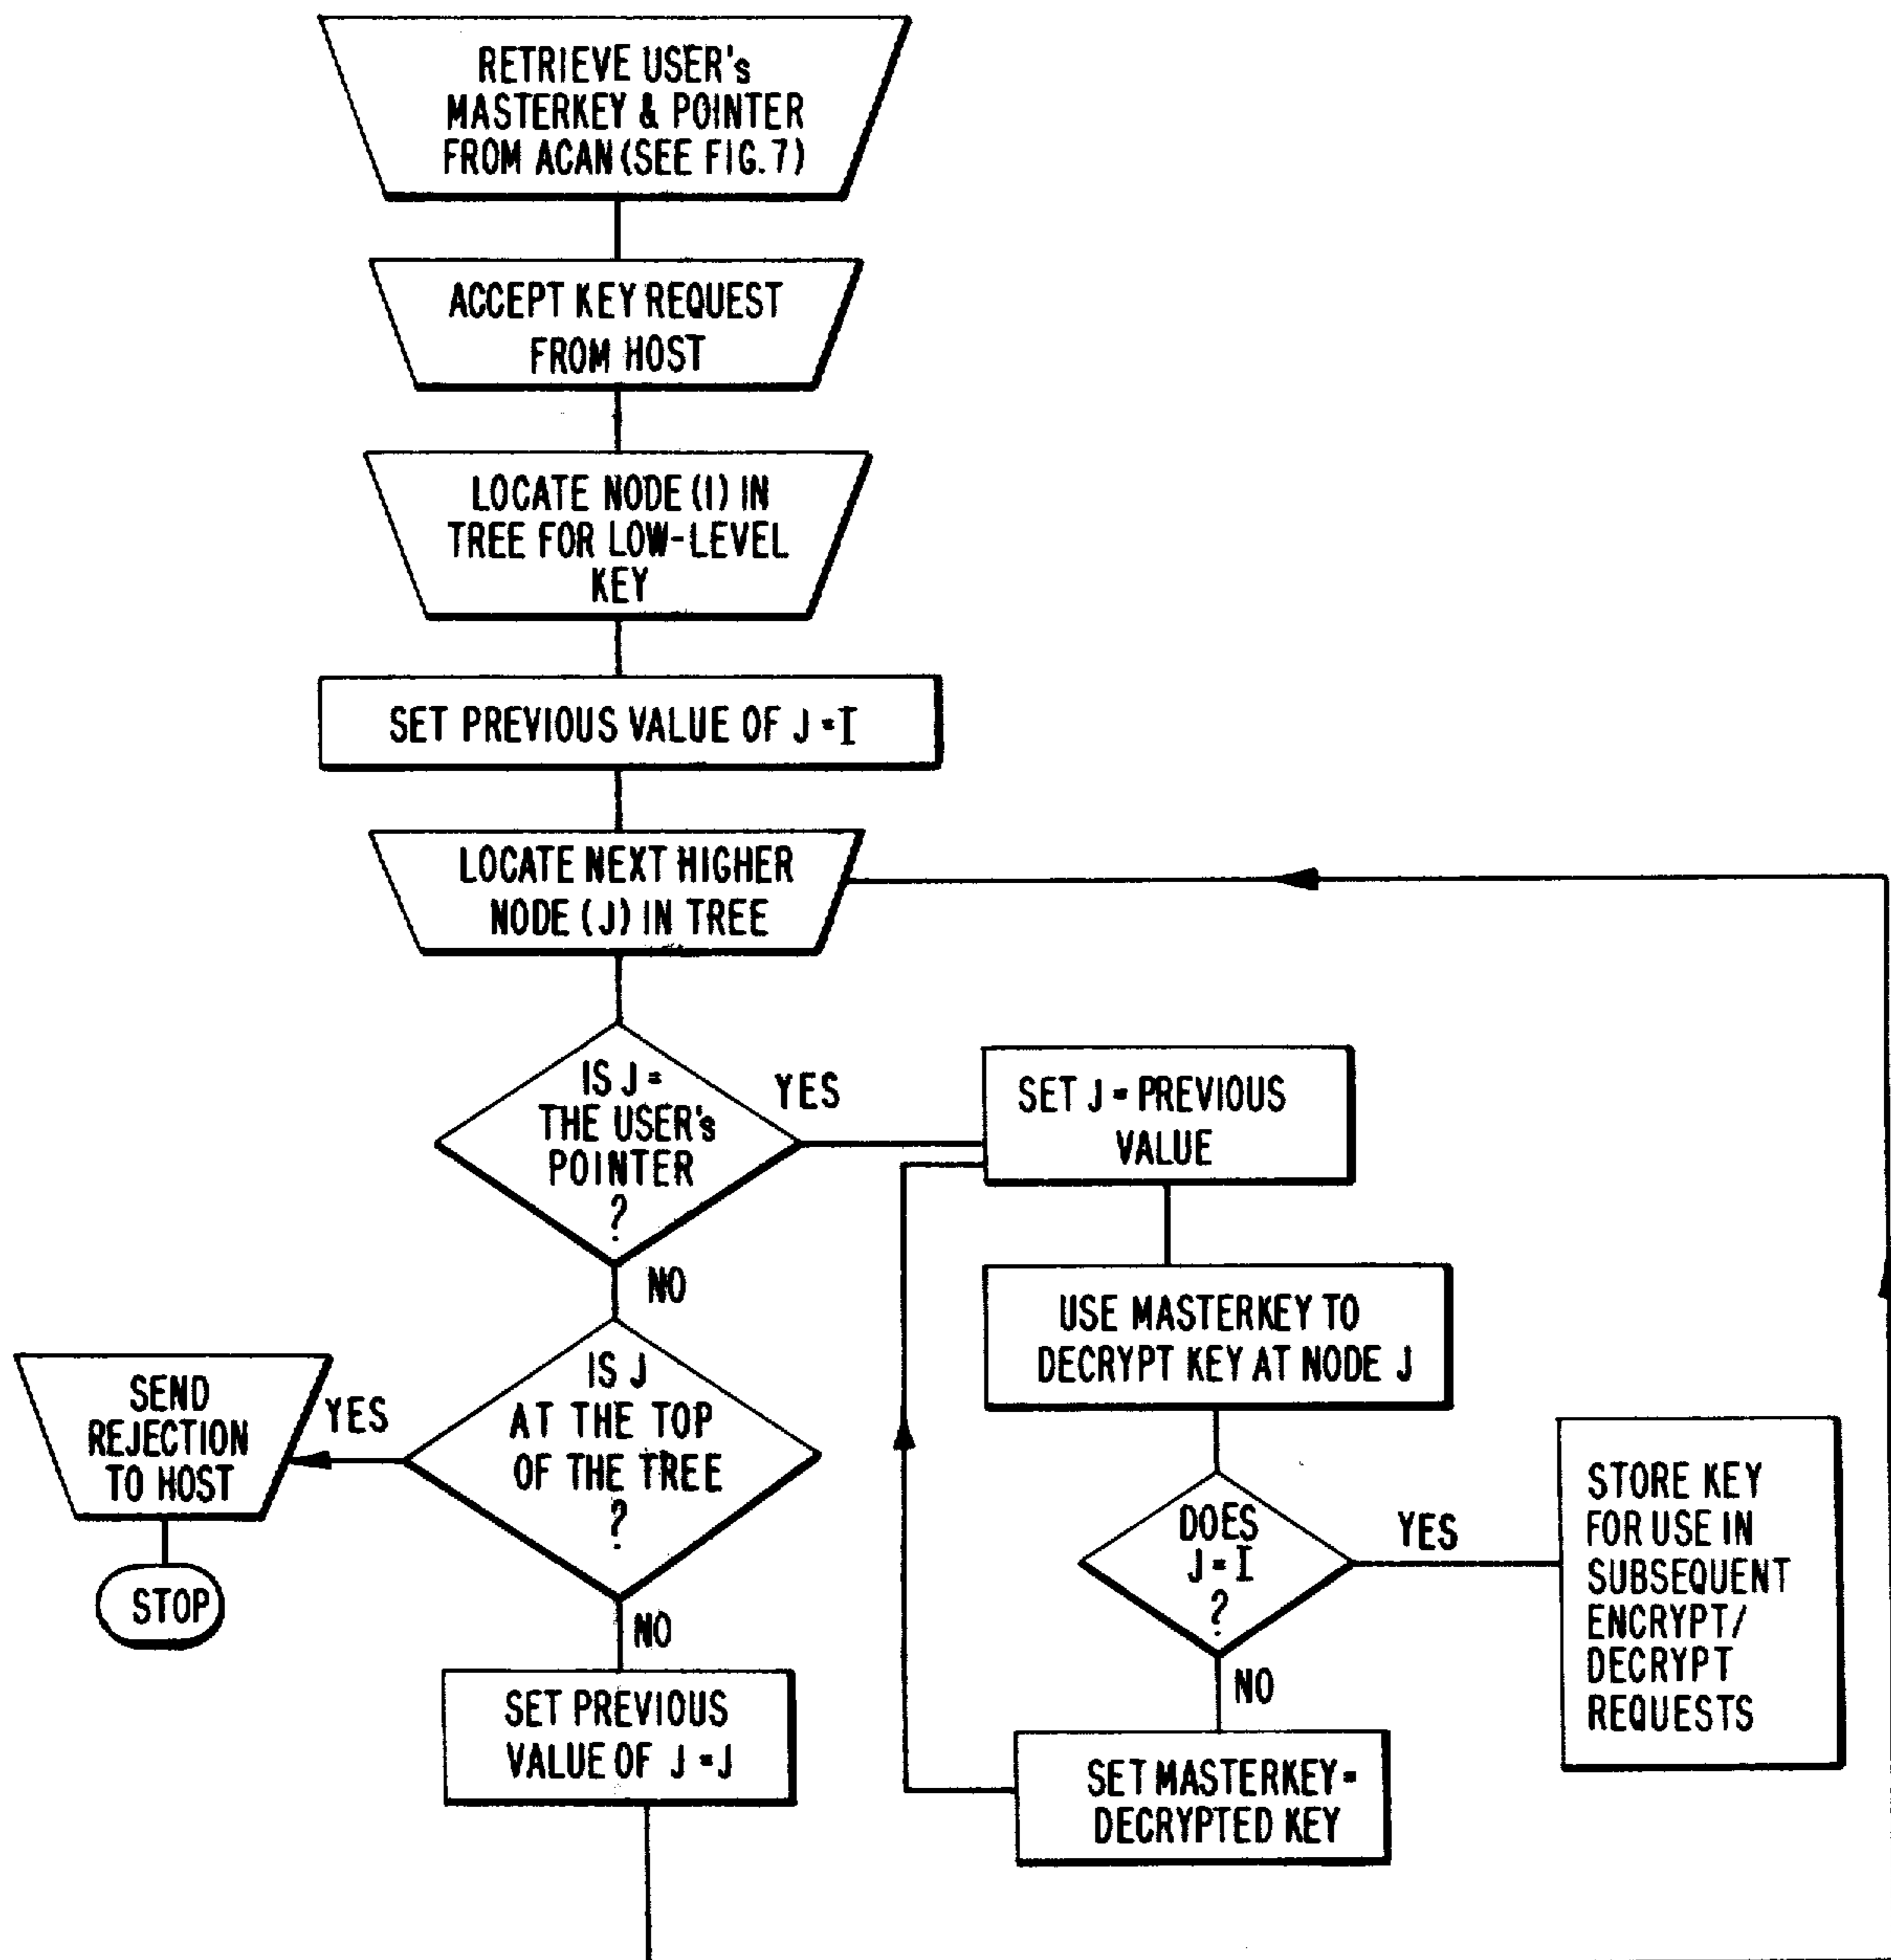 RETRIEVE USER's
MASTERKEY & POINTER
FROM ACAN (SEE FIG. 7)
ACCEPT KEY REQUEST
FROM HOST
LOCATE NODE (I) IN
TREE FOR LOW-LEVEL
KEY
SET PREVIOUS VALUE OF J = I
LOCATE NEXT HIGHER
NODE (J) IN TREE
IS J =
THE USER's
POINTER
?
YES
NO
SET J = PREVIOUS
VALUE
USE MASTERKEY TO
DECRYPT KEY AT NODE J
IS J
AT THE TOP
OF THE TREE
?
YES
NO
SEND
REJECTION
TO HOST
STOP
SET PREVIOUS
VALUE OF J = J
DOES
J = I
?
YES
NO
SET MASTERKEY =
DECRYPTED KEY
STORE KEY
FOR USE IN
SUBSEQUENT
ENCRYPT/
DECRYPT
REQUESTS